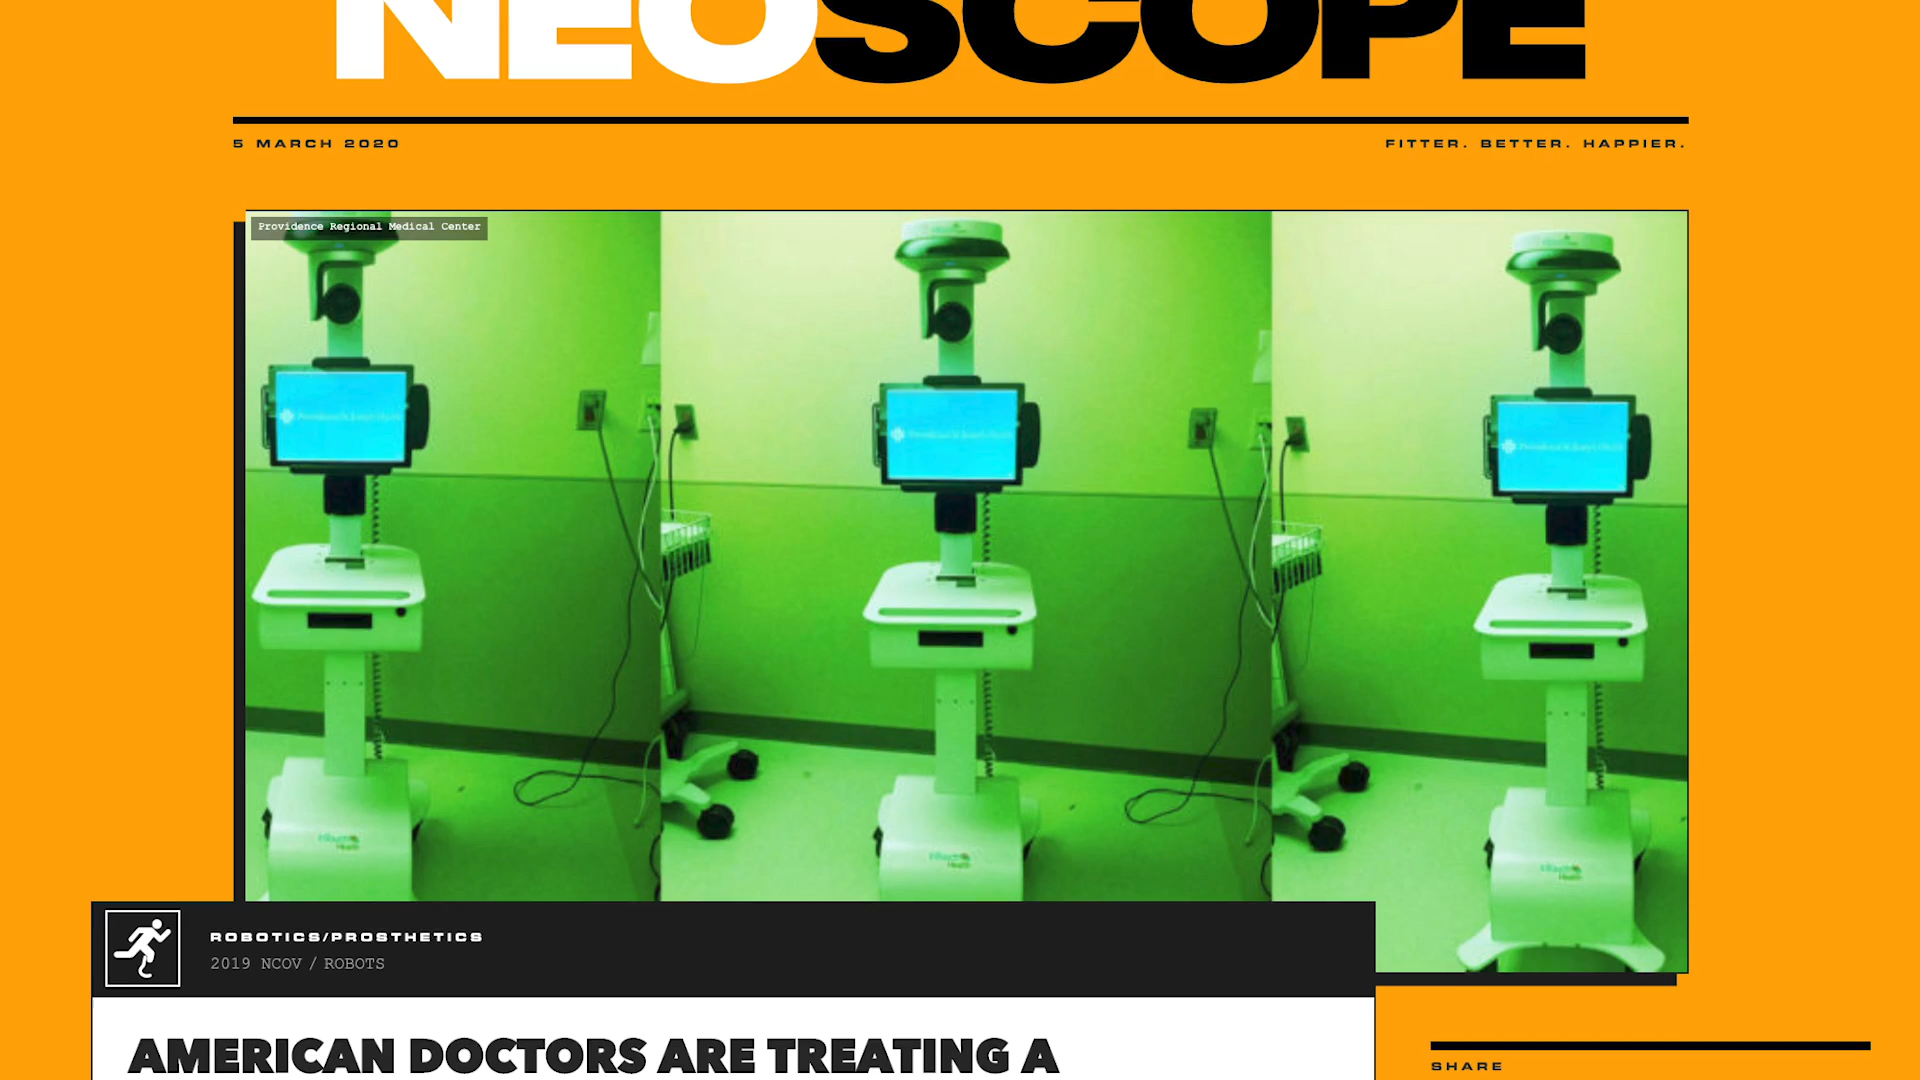 NEOSCOPE
5 MARCH 2020
FITTER. BETTER. HAPPIER.
Providence Regional Medical Center
ROBOTICS/PROSTHETICS
2019 NCOV / ROBOTS
AMERICAN DOCTORS ARE TREATING A
SHARE